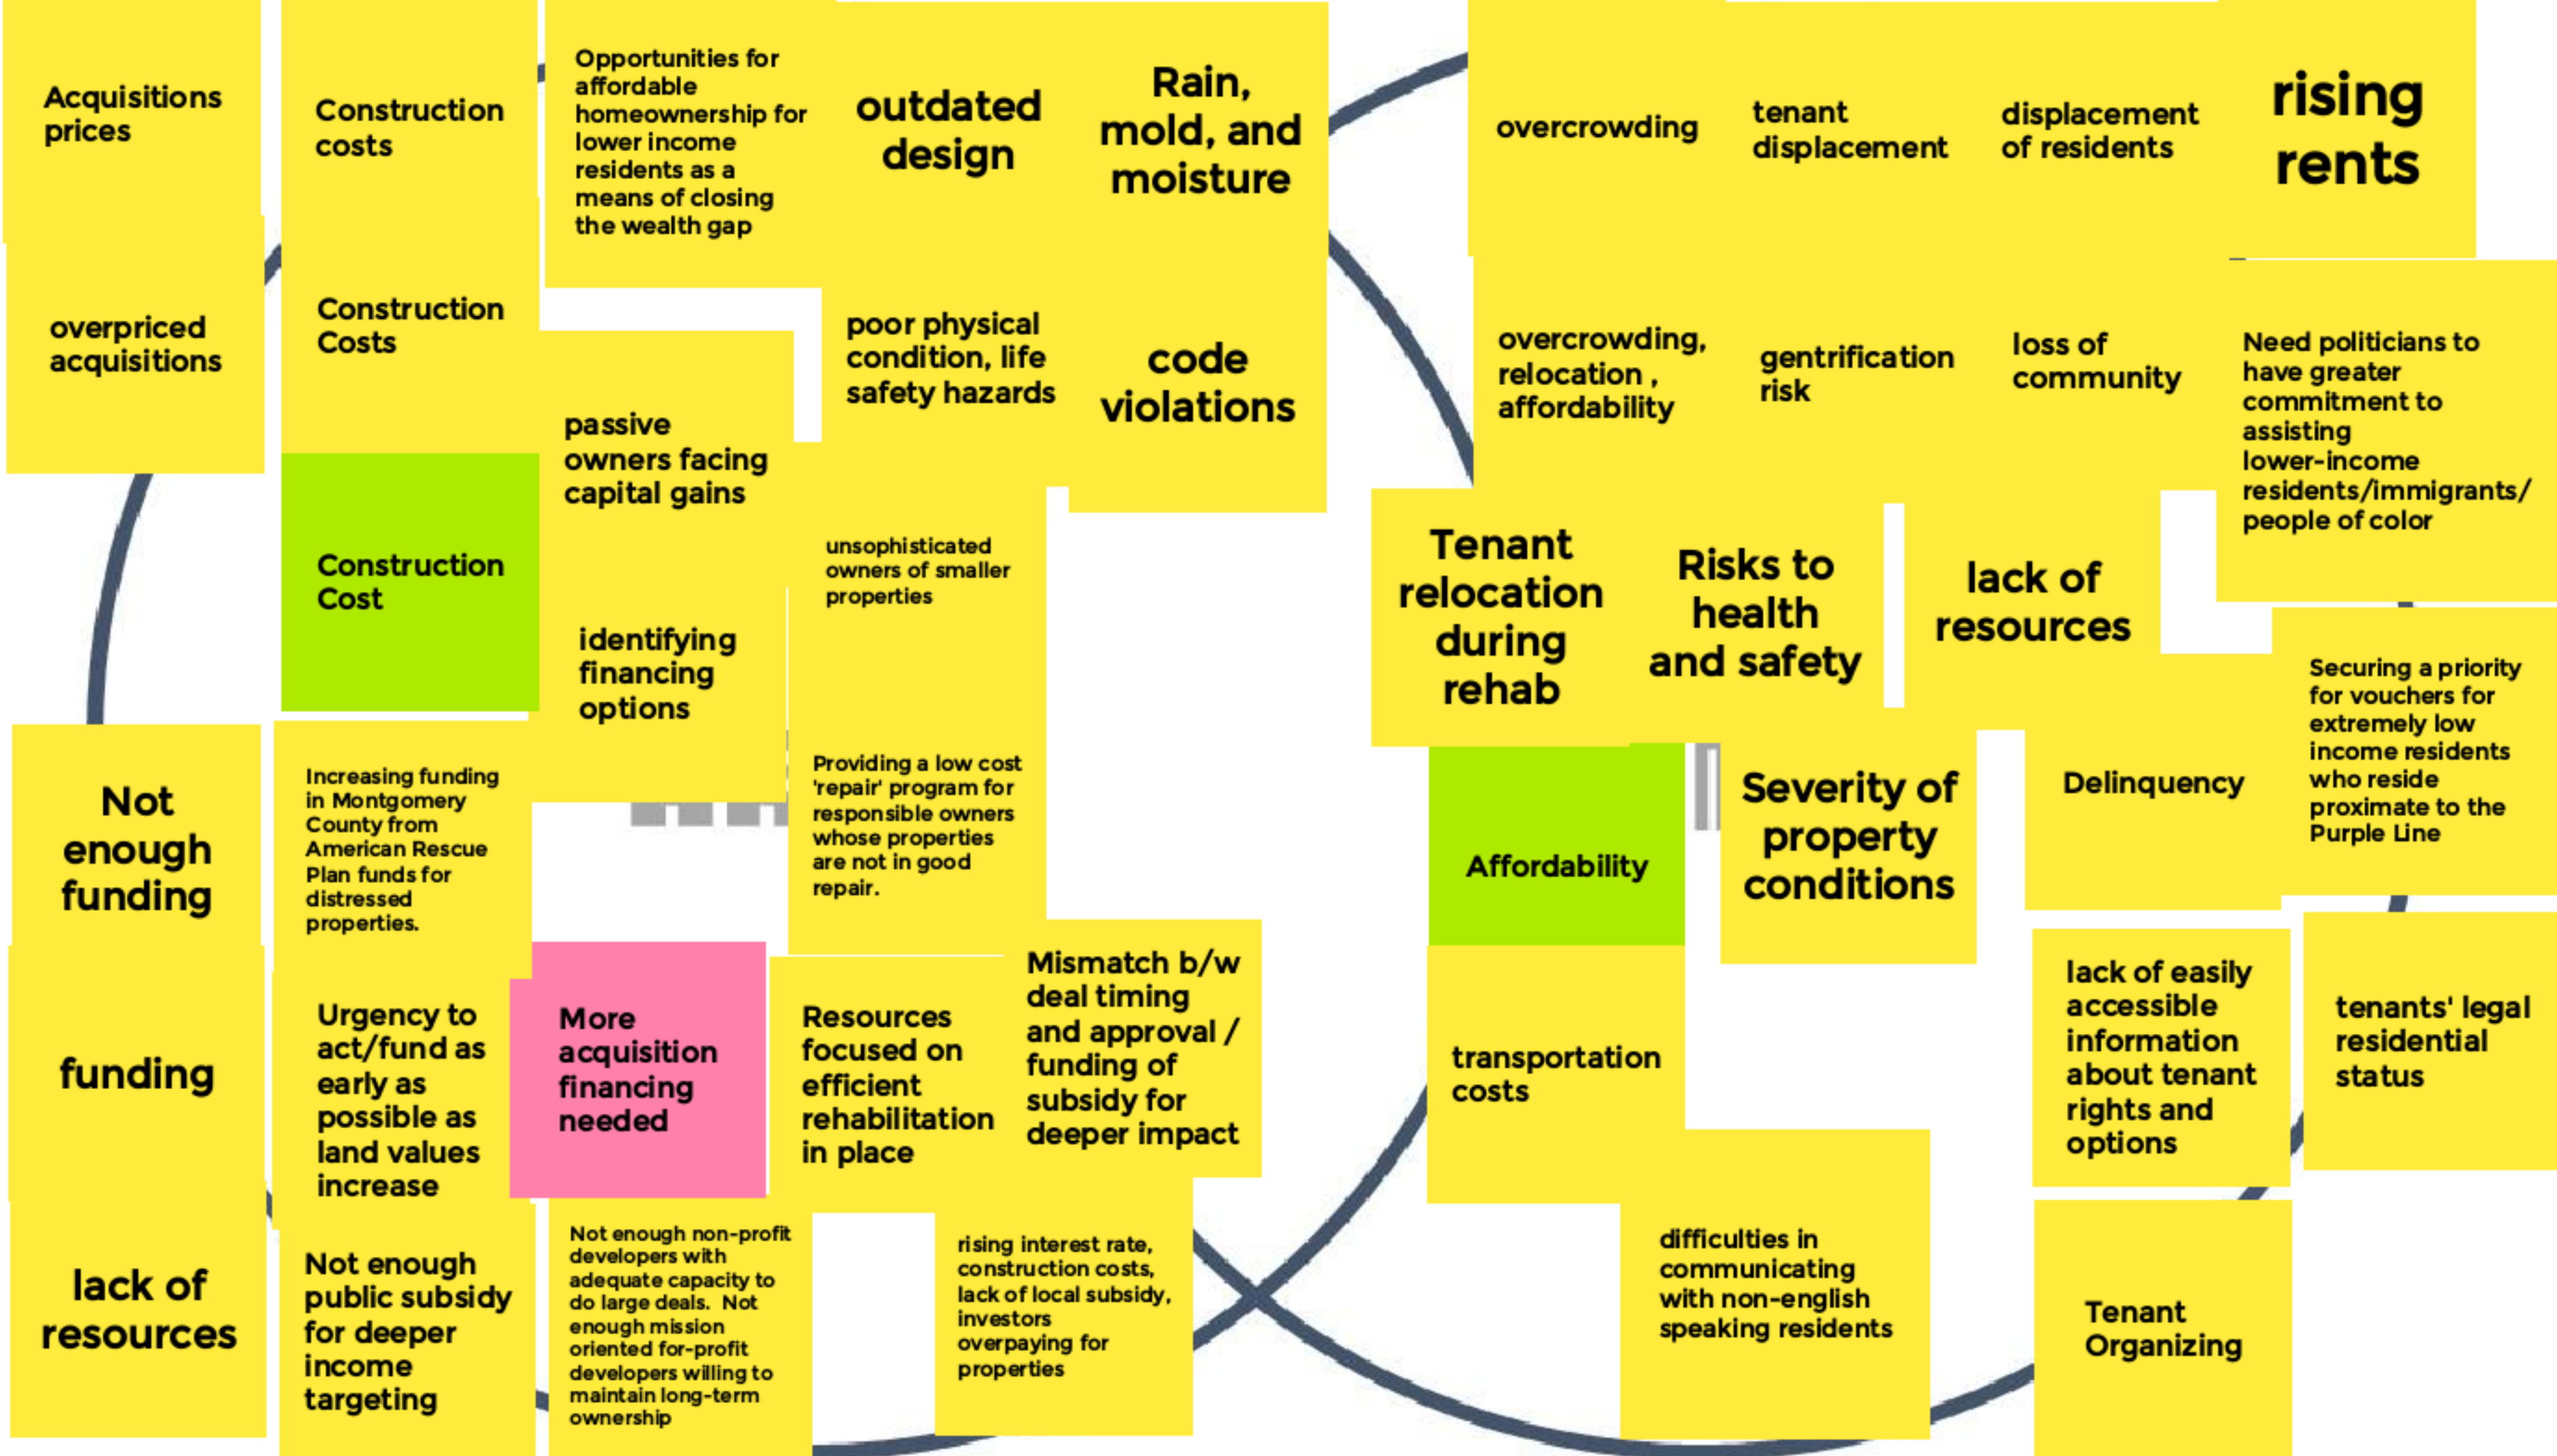 Acquisitions
prices
Construction
costs
Opportunities for
affordable
homeownership for
lower income
residents as a
means of closing
the wealth gap
outdated
design
Rain,
mold, and
moisture
overcrowding
tenant
displacement
displacement
of residents
rising
rents
overpriced
acquisitions
Construction
Costs
passive
owners facing
capital gains
poor physical
condition, life
safety hazards
code
violations
overcrowding,
relocation ,
affordability
gentrification
risk
loss of
community
Need politicians to
have greater
commitment to
assisting
lower-income
residents/immigrants/
people of color
Construction
Cost
identifying
financing
options
unsophisticated
owners of smaller
properties
Tenant
relocation
during
rehab
Risks to
health
and safety
lack of
resources
Securing a priority
for vouchers for
extremely low
income residents
who reside
proximate to the
Purple Line
Not
enough
funding
Increasing funding
in Montgomery
County from
American Rescue
Plan funds for
distressed
properties.
Providing a low cost
'repair' program for
responsible owners
whose properties
are not in good
repair.
Affordability
Severity of
property
conditions
Delinquency
funding
Urgency to
act/fund as
early as
possible as
land values
increase
More
acquisition
financing
needed
Resources
focused on
efficient
rehabilitation
in place
Mismatch b/w
deal timing
and approval /
funding of
subsidy for
deeper impact
transportation
costs
lack of easily
accessible
information
about tenant
rights and
options
tenants' legal
residential
status
lack of
resources
Not enough
public subsidy
for deeper
income
targeting
Not enough non-profit
developers with
adequate capacity to
do large deals. Not
enough mission
oriented for-profit
developers willing to
maintain long-term
ownership
rising interest rate,
construction costs,
lack of local subsidy,
investors
overpaying for
properties
difficulties in
communicating
with non-english
speaking residents
Tenant
Organizing